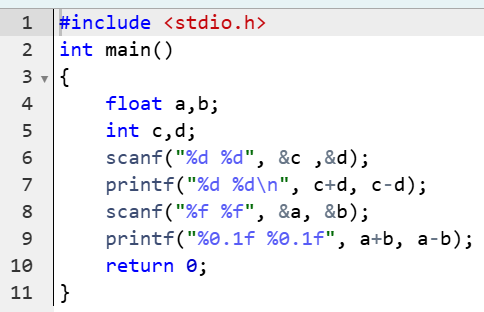 1 #include <stdio.h>
2 int main()
3 {
4     float a,b;
5     int c,d;
6     scanf("%d %d", &c ,&d);
7     printf("%d %d\n", c+d, c-d);
8     scanf("%f %f", &a, &b);
9     printf("%0.1f %0.1f", a+b, a-b);
10     return 0;
11 }